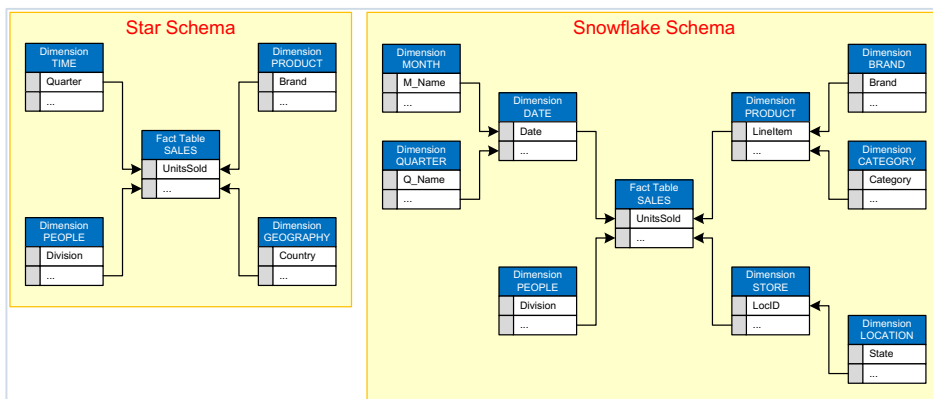 Star Schema
Dimension
TIME
Quarter
...
Dimension
PRODUCT
Brand
...
Fact Table
SALES
UnitsSold
...
Dimension
PEOPLE
Division
...
Dimension
GEOGRAPHY
Country
...
Snowflake Schema
Dimension
MONTH
M_Name
...
Dimension
QUARTER
Q_Name
...
Dimension
DATE
Date
...
Dimension
PRODUCT
LineItem
...
Dimension
BRAND
Brand
...
Dimension
CATEGORY
Category
...
Fact Table
SALES
UnitsSold
...
Dimension
PEOPLE
Division
...
Dimension
STORE
LocID
...
Dimension
LOCATION
State
...